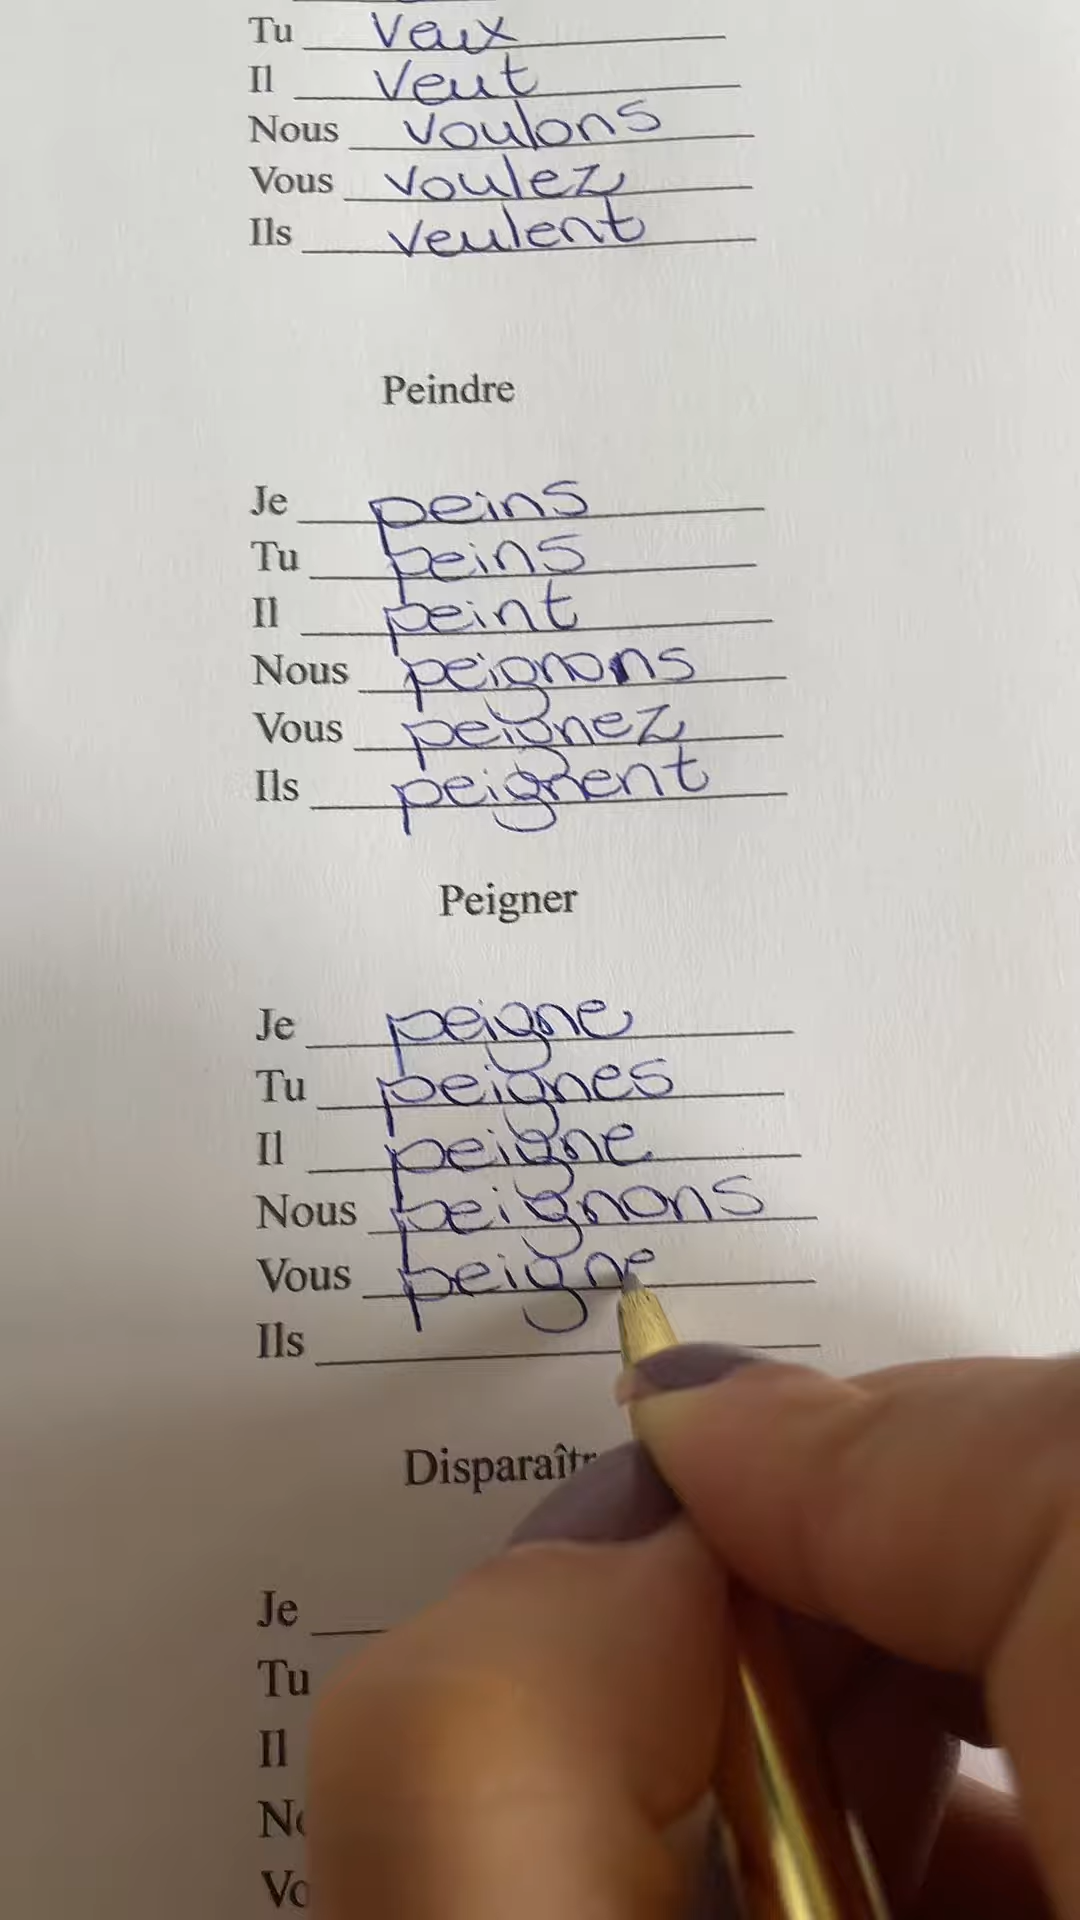 Tu veux
Il veut
Nous voulons
Vous voulez
Ils veulent
Peindre
Je peins
Tu peins
Il peint
Nous peignons
Vous peignez
Ils peignent
Peigner
Je peigne
Tu peignes
Il peigne
Nous peignons
Vous peigne
Ils
Disparaîtr
Je
Tu
Il